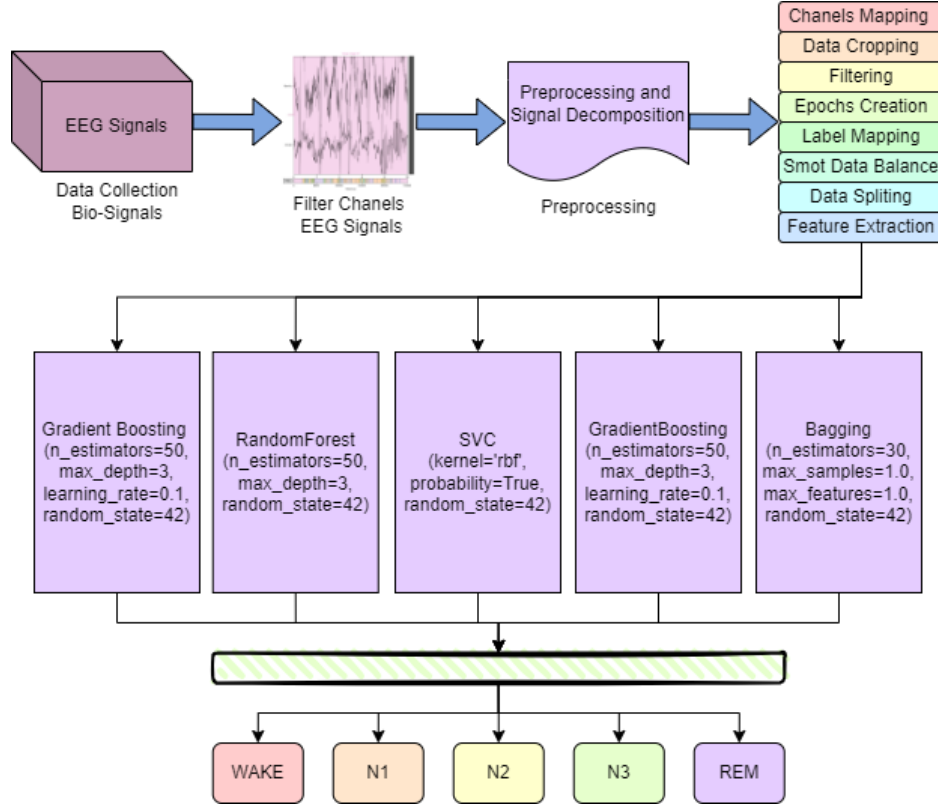 EEG Signals
Data Collection
Bio-Signals
Filter Chanels
EEG Signals
Preprocessing and
Signal Decomposition
Preprocessing
Chanels Mapping
Data Cropping
Filtering
Epochs Creation
Label Mapping
Smot Data Balance
Data Spliting
Feature Extraction
Gradient Boosting
(n_estimators=50,
max_depth=3,
learning_rate=0.1,
random_state=42)
RandomForest
(n_estimators=50,
max_depth=3,
random_state=42)
SVC
(kernel='rbf',
probability=True,
random_state=42)
GradientBoosting
(n_estimators=50,
max_depth=3,
learning_rate=0.1,
random_state=42)
Bagging
(n_estimators=30,
max_samples=1.0,
max_features=1.0,
random_state=42)
WAKE
N1
N2
N3
REM